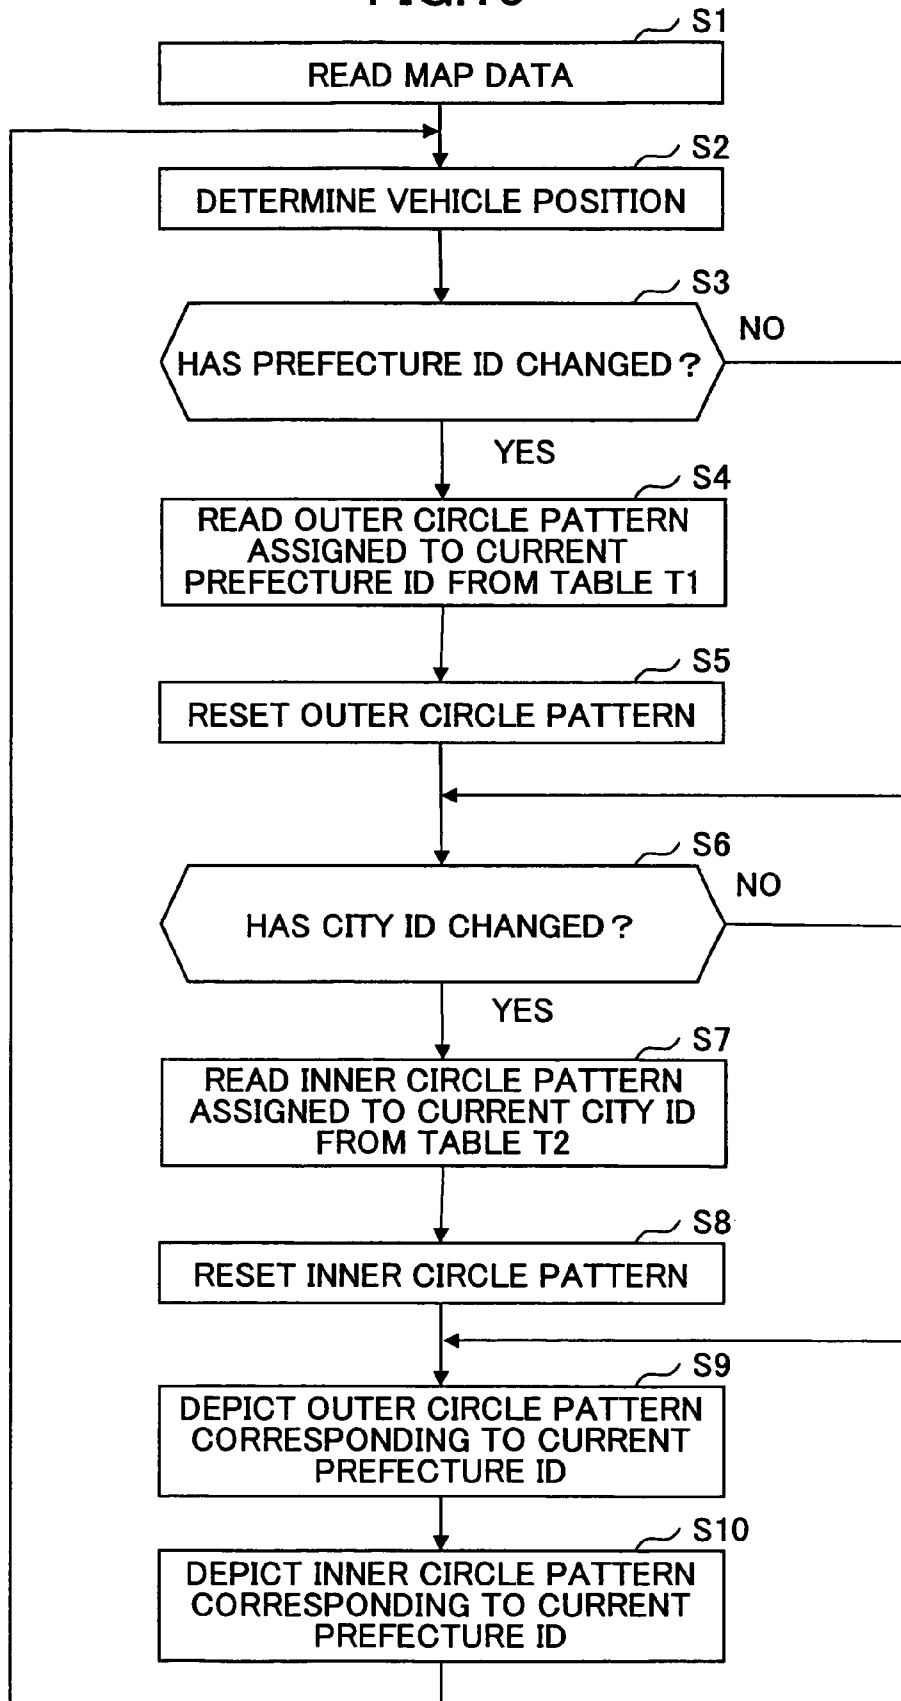 S1
READ MAP DATA
S2
DETERMINE VEHICLE POSITION
S3
HAS PREFECTURE ID CHANGED?
NO
YES
S4
READ OUTER CIRCLE PATTERN
ASSIGNED TO CURRENT
PREFECTURE ID FROM TABLE T1
S5
RESET OUTER CIRCLE PATTERN
S6
HAS CITY ID CHANGED?
NO
YES
S7
READ INNER CIRCLE PATTERN
ASSIGNED TO CURRENT CITY ID
FROM TABLE T2
S8
RESET INNER CIRCLE PATTERN
S9
DEPICT OUTER CIRCLE PATTERN
CORRESPONDING TO CURRENT
PREFECTURE ID
S10
DEPICT INNER CIRCLE PATTERN
CORRESPONDING TO CURRENT
PREFECTURE ID